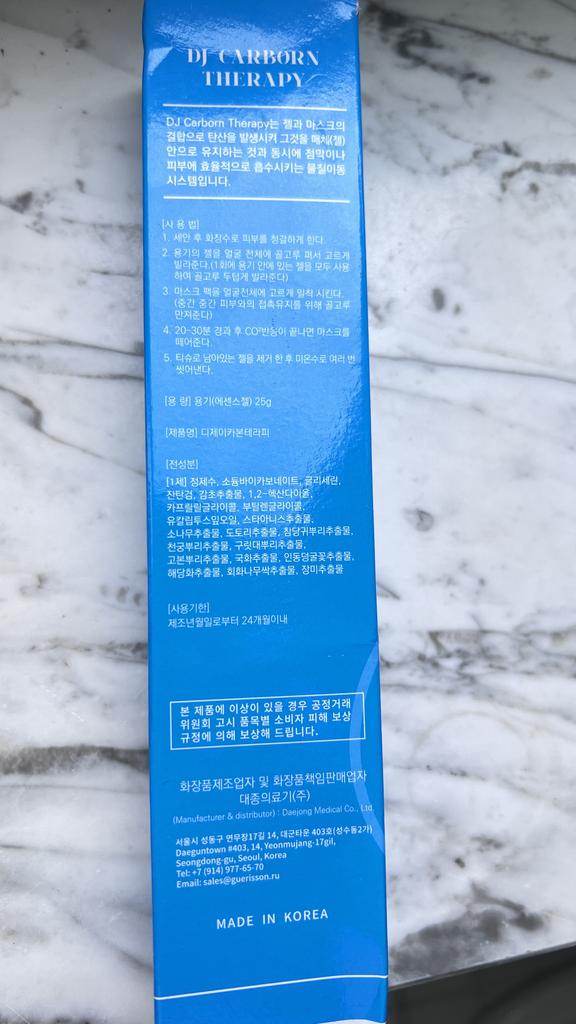 DJ CARBORN
THERAPY
DJ Carborn Therapy는 젤과 마스크의
결합으로 탄산을 발생시켜 그것을 매체(젤)
안으로 유지하는 것과 동시에 점막이나
피부에 효율적으로 흡수시키는 물질이동
시스템입니다.
[사 용 법]
1. 세안 후 화장수로 피부를 청결하게 한다.
2. 용기의 젤을 얼굴 전체에 골고루 펴서 고르게
발라준다.(1회에 용기 안에 있는 젤을 모두 사용
하여 골고루 두텁게 발라준다)
3. 마스크 팩을 얼굴전체에 고르게 밀착 시킨다.
(중간 중간 피부와의 접촉유지를 위해 골고루
만져준다)
4. 20~30분 경과 후 CO²반응이 끝나면 마스크를
떼어준다.
5. 티슈로 남아있는 젤을 제거 한 후 미온수로 여러 번
씻어낸다.
[용 량] 용기(에센스젤) 25g
[제품명] 디제이카본테라피
[전성분]
[1제] 정제수, 소듐바이카보네이트, 글리세린,
잔탄검, 감초추출물, 1,2-헥산다이올,
카프릴릴글라이콜, 부틸렌글라이콜,
유칼립투스잎오일, 스타아니스추출물,
소나무추출물, 도토리추출물, 참당귀뿌리추출물,
천궁뿌리추출물, 구릿대뿌리추출물,
고본뿌리추출물, 국화추출물, 인동덩굴꽃추출물,
해당화추출물, 회화나무싹추출물, 장미추출물
[사용기한]
제조년월일로부터 24개월이내
본 제품에 이상이 있을 경우 공정거래
위원회 고시 품목별 소비자 피해 보상
규정에 의해 보상해 드립니다.
화장품제조업자 및 화장품책임판매업자
대종의료기(주)
(Manufacturer & distributor) : Daejong Medical Co., Ltd.
서울시 성동구 연무장17길 14, 대군타운 403호(성수동2가)
Daeguntown #403, 14, Yeonmujang-17gil,
Seongdong-gu, Seoul, Korea
Tel: +7 (914) 977-65-70
Email: sales@guerisson.ru
MADE IN KOREA